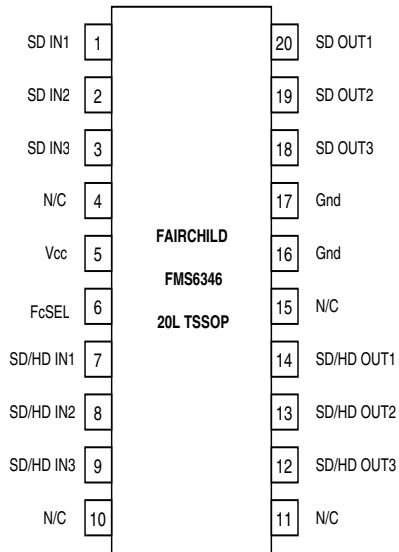 SD IN1 1 20 SD OUT1
SD IN2 2 19 SD OUT2
SD IN3 3 18 SD OUT3
N/C 4 17 Gnd
Vcc 5 FAIRCHILD 16 Gnd
FMS6346
FcSEL 6 20L TSSOP 15 N/C
SD/HD IN1 7 14 SD/HD OUT1
SD/HD IN2 8 13 SD/HD OUT2
SD/HD IN3 9 12 SD/HD OUT3
N/C 10 11 N/C